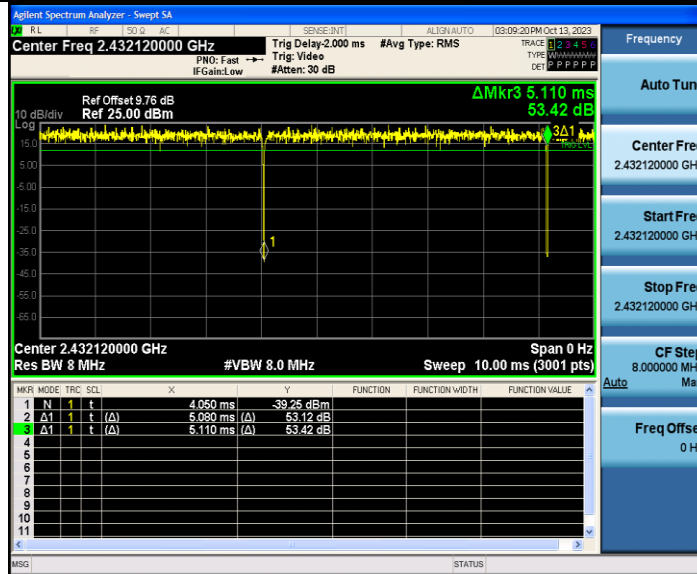 Agilent Spectrum Analyzer - Swept SA
RL RF 50 Ω AC SENSE:INT ALIGN AUTO 03:09:20 PM Oct 13, 2023
Center Freq 2.432120000 GHz
PNO: Fast
IFGain:Low
Trig Delay-2.000 ms
Trig: Video
#Atten: 30 dB
#Avg Type: RMS
TRACE 1 2 3 4 5 6
TYPE
DET P P P P P P
Frequency
Auto Tun
Center Fre
2.432120000 GH
Start Fre
2.432120000 GH
Stop Fre
2.432120000 GH
CF Ste
8.000000 MH
Auto Ma
Freq Offse
0 H
ΔMkr3 5.110 ms
53.42 dB
Ref Offset 9.76 dB
10 dB/div Ref 25.00 dBm
Log
15.0
5.00
-5.00
-15.0
-25.0
-35.0
-45.0
-55.0
-65.0
3Δ1
TRIG LVL
1
Center 2.432120000 GHz Span 0 Hz
Res BW 8 MHz #VBW 8.0 MHz Sweep 10.00 ms (3001 pts)
MKR MODE TRC SCL X Y FUNCTION FUNCTION WIDTH FUNCTION VALUE
1 N 1 t 4.050 ms -39.25 dBm
2 Δ1 1 t (Δ) 5.080 ms (Δ) 53.12 dB
3 Δ1 1 t (Δ) 5.110 ms (Δ) 53.42 dB
4
5
6
7
8
9
10
11
MSG STATUS